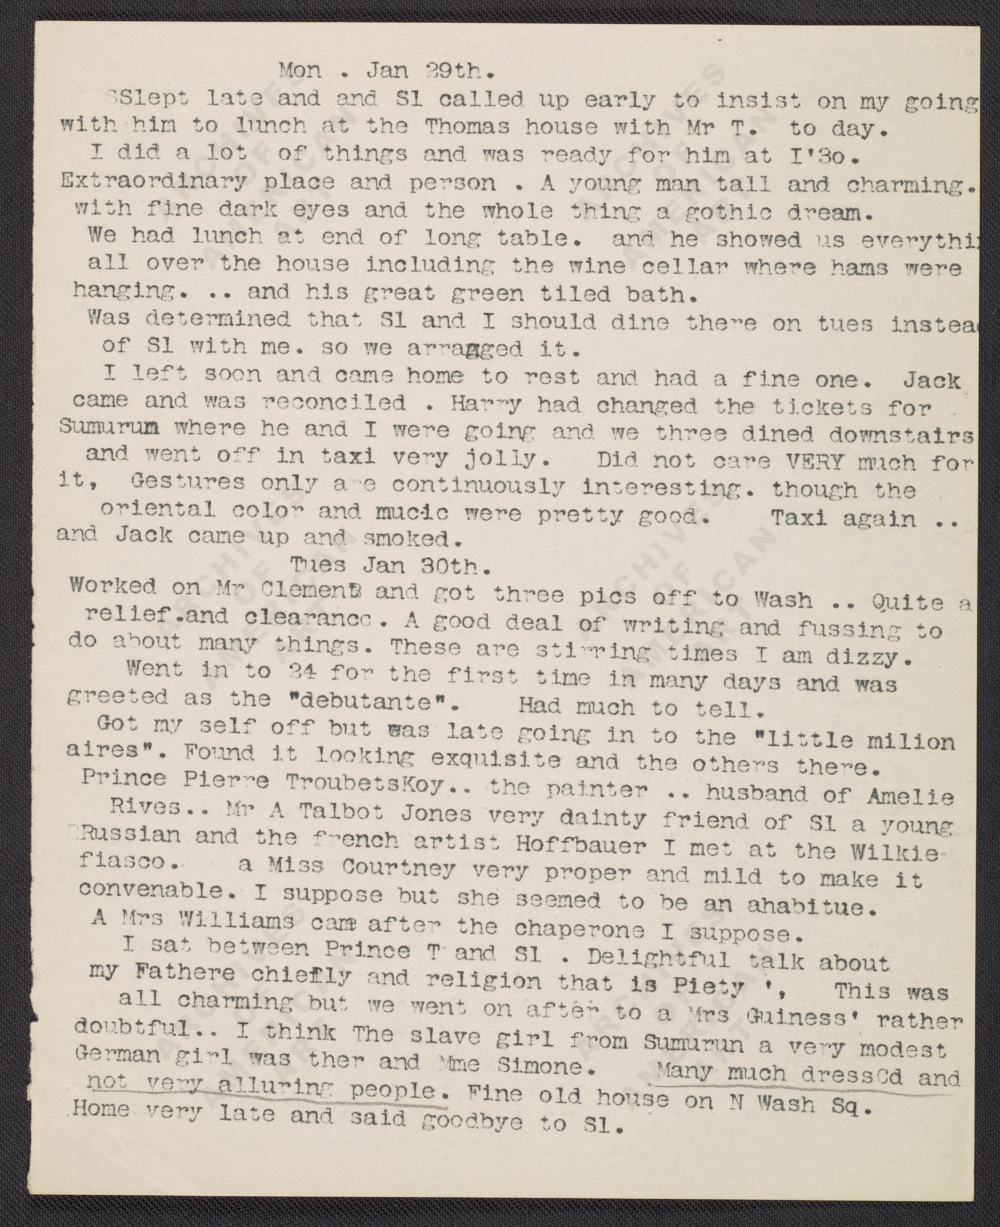 Mon . Jan 29th.
SSlept late and and Sl called up early to insist on my going
with him to lunch at the Thomas house with Mr T. to day.
I did a lot of things and was ready for him at I'3o.
Extraordinary place and person . A young man tall and charming.
with fine dark eyes and the whole thing a gothic dream.
We had lunch at end of long table. and he showed us everythi
all over the house including the wine cellar where hams were
hanging. .. and his great green tiled bath.
Was determined that Sl and I should dine there on tues instea
of Sl with me. so we arragged it.
I left soon and came home to rest and had a fine one. Jack
came and was reconciled . Harry had changed the tickets for
Sumurum where he and I were going and we three dined downstairs
and went off in taxi very jolly. Did not care VERY much for
it, Gestures only are continuously interesting. though the
oriental color and mucic were pretty good. Taxi again ..
and Jack came up and smoked.
Tues Jan 30th.
Worked on Mr Clements and got three pics off to Wash .. Quite a
relief.and clearancc. A good deal of writing and fussing to
do about many things. These are stirring times I am dizzy.
Went in to 24 for the first time in many days and was
greeted as the "debutante". Had much to tell.
Got my self off but was late going in to the "little milion
aires". Found it looking exquisite and the others there.
Prince Pierre TroubetsKoy.. the painter .. husband of Amelie
Rives.. Mr A Talbot Jones very dainty friend of Sl a young
Russian and the french artist Hoffbauer I met at the Wilkie
fiasco. a Miss Courtney very proper and mild to make it
convenable. I suppose but she seemed to be an ahabitue.
A Mrs Williams came after the chaperone I suppose.
I sat between Prince T and Sl . Delightful talk about
my Fathere chiefly and religion that is Piety ', This was
all charming but we went on after to a Mrs Guiness' rather
doubtful.. I think The slave girl from Sumurun a very modest
German girl was ther and Mme Simone. Many much dressCd and
not very alluring people. Fine old house on N Wash Sq.
Home very late and said goodbye to Sl.
ARCHIVES OF AMERICAN ART